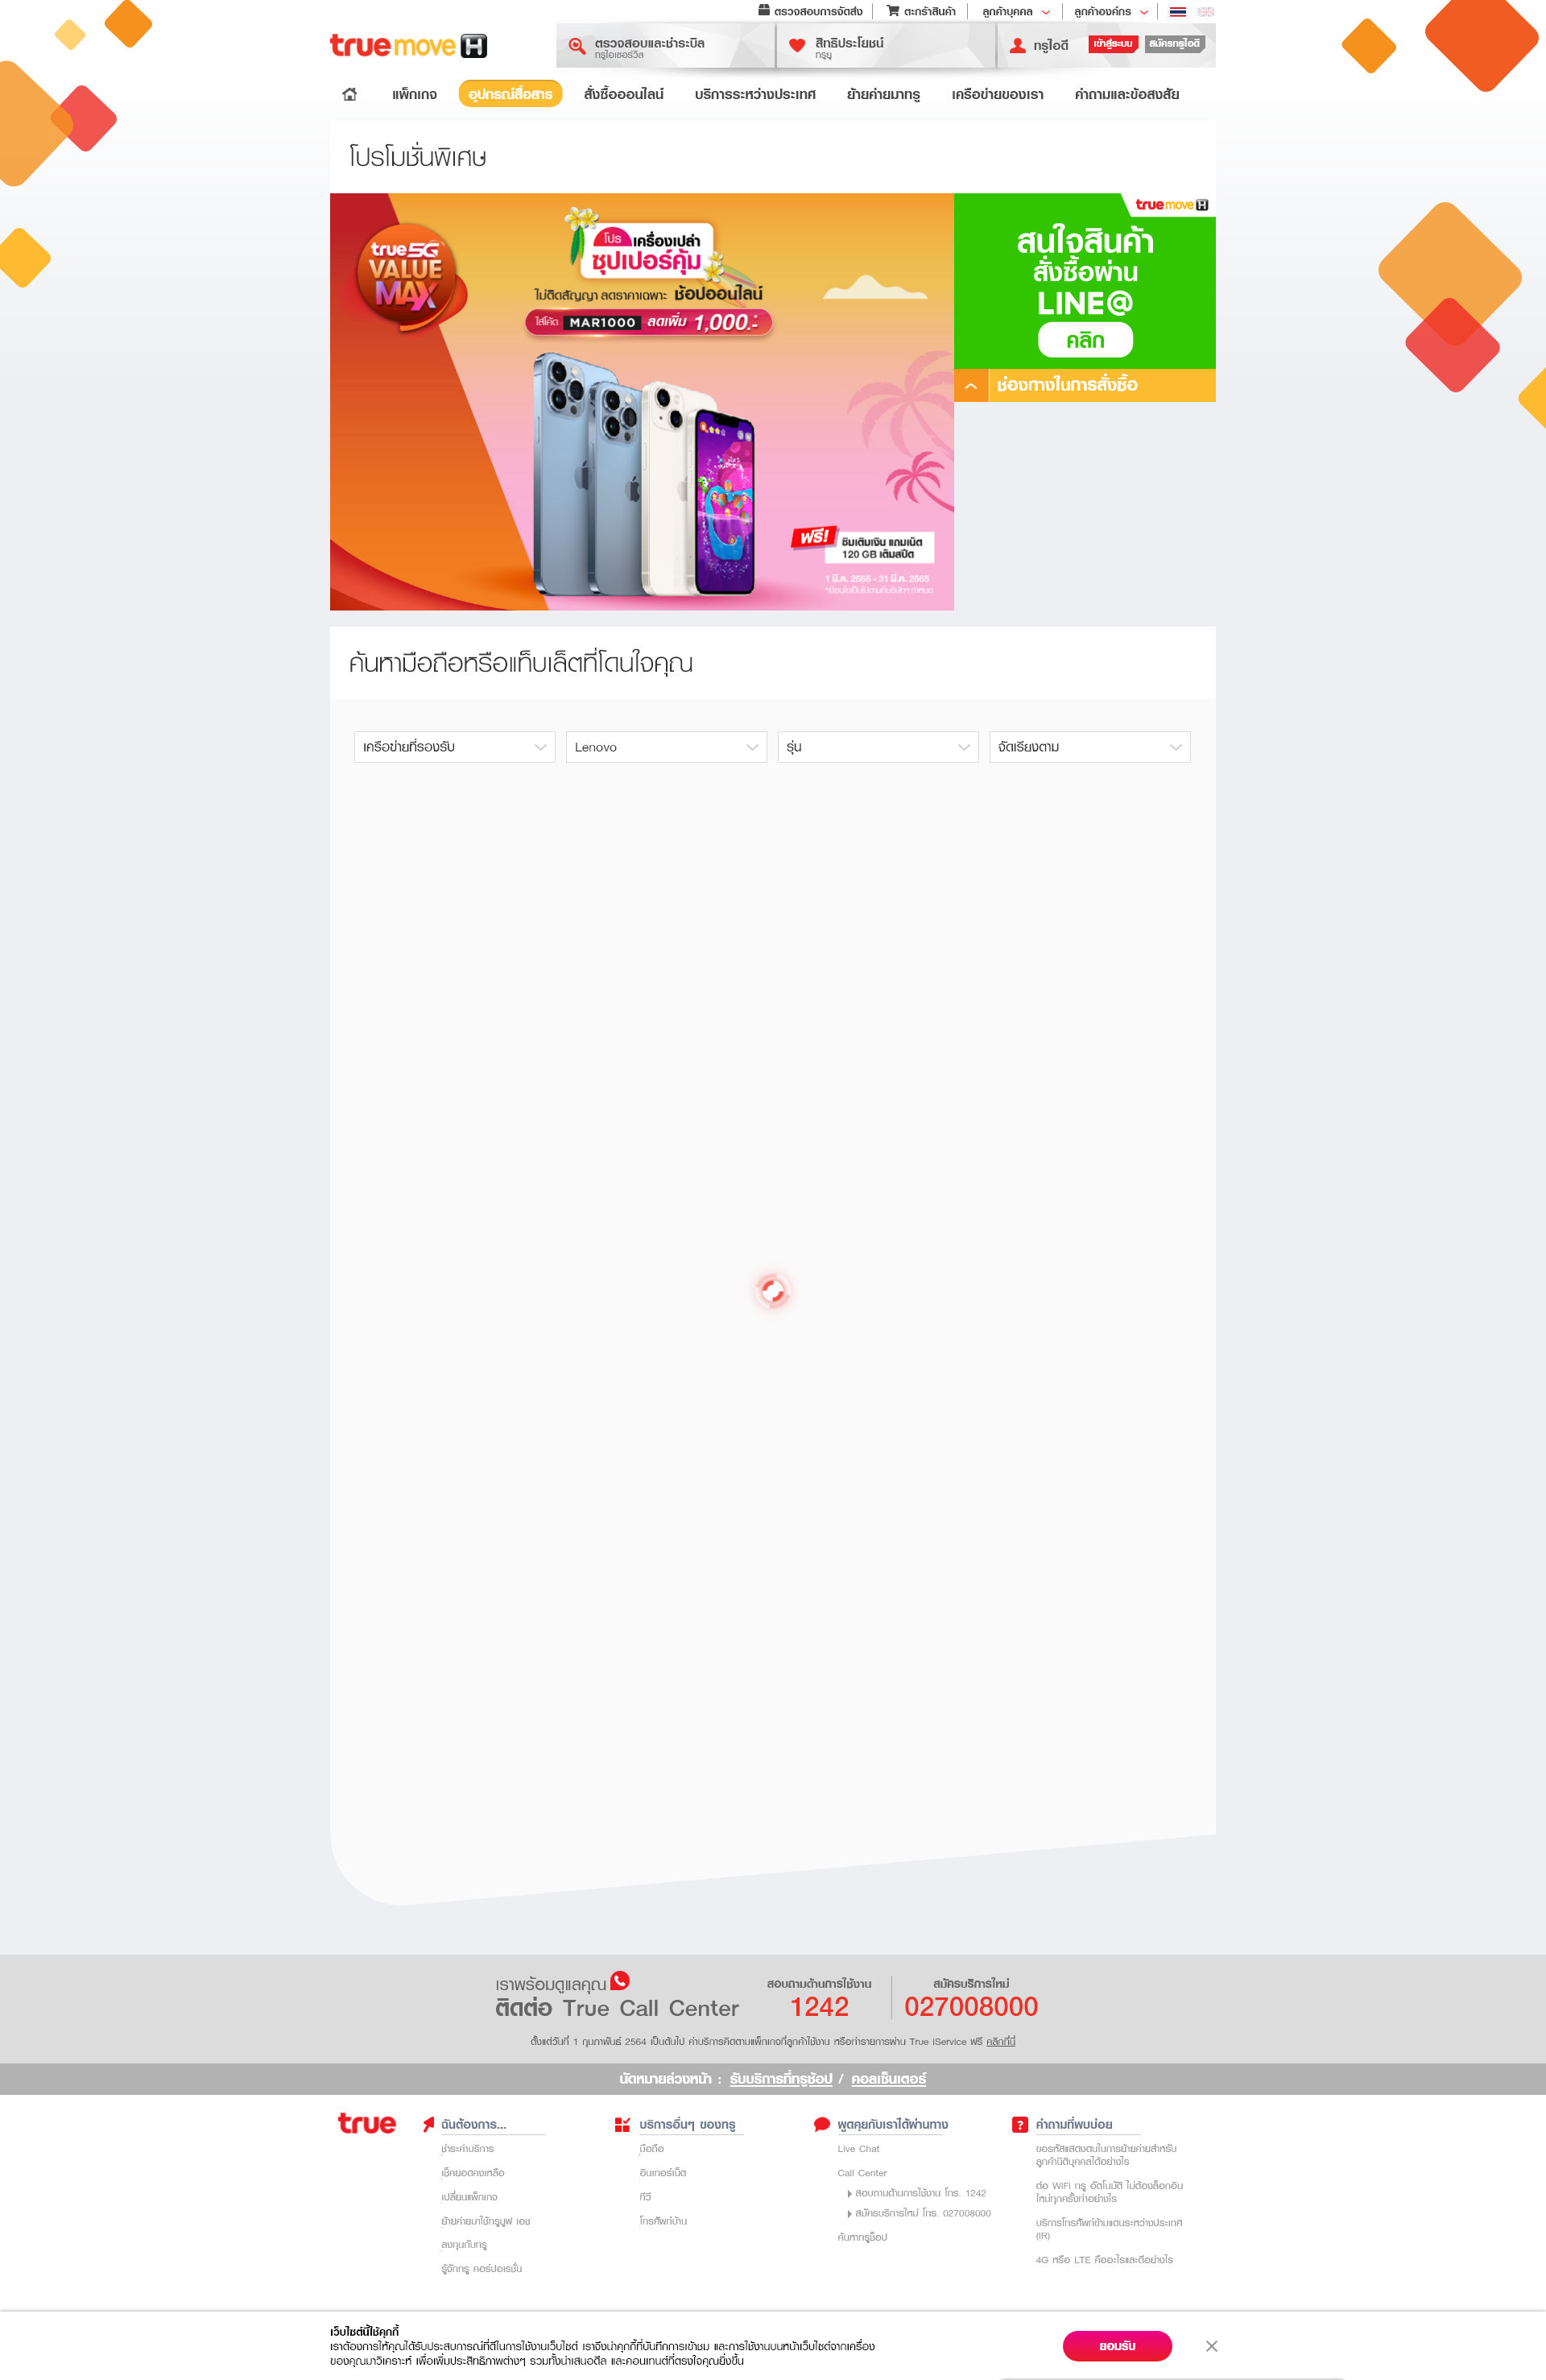 ตรวจสอบการจัดส่ง
ตะกร้าสินค้า
ลูกค้าบุคคล
ลูกค้าองค์กร
true move H
ตรวจสอบและชำระบิล
ทรูไอเซอร์วิส
สิทธิประโยชน์
ทรูยู
ทรูไอดี
เข้าสู่ระบบ
สมัครทรูไอดี
แพ็กเกจ
อุปกรณ์สื่อสาร
สั่งซื้อออนไลน์
บริการระหว่างประเทศ
ย้ายค่ายมาทรู
เครือข่ายของเรา
คำถามและข้อสงสัย
โปรโมชั่นพิเศษ
true 5G
VALUE
MAX
โปร เครื่องเปล่า
ซุปเปอร์คุ้ม
ไม่ติดสัญญา ลดราคาเฉพาะ ช้อปออนไลน์
ใส่โค้ด MAR1000 ลดเพิ่ม 1,000.-
ฟรี! ซิมเติมเงิน แถมเน็ต
120 GB เต็มสปีด
1 มี.ค. 2565 - 31 มี.ค. 2565
*เงื่อนไขเป็นไปตามที่บริษัทฯ กำหนด
true move H
สนใจสินค้า
สั่งซื้อผ่าน
LINE@
คลิก
ช่องทางในการสั่งซื้อ
ค้นหามือถือหรือแท็บเล็ตที่โดนใจคุณ
เครือข่ายที่รองรับ
Lenovo
รุ่น
จัดเรียงตาม
เราพร้อมดูแลคุณ
ติดต่อ True Call Center
สอบถามด้านการใช้งาน
1242
สมัครบริการใหม่
027008000
ตั้งแต่วันที่ 1 กุมภาพันธ์ 2564 เป็นต้นไป ค่าบริการคิดตามแพ็กเกจที่ลูกค้าใช้งาน หรือทำรายการผ่าน True iService ฟรี คลิกที่นี่
นัดหมายล่วงหน้า : รับบริการที่ทรูช้อป / คอลเซ็นเตอร์
true
ฉันต้องการ...
ชำระค่าบริการ
เช็คยอดคงเหลือ
เปลี่ยนแพ็กเกจ
ย้ายค่ายมาใช้ทรูมูฟ เอช
ลงทุนกับทรู
รู้จักทรู คอร์ปอเรชั่น
บริการอื่นๆ ของทรู
มือถือ
อินเทอร์เน็ต
ทีวี
โทรศัพท์บ้าน
พูดคุยกับเราได้ผ่านทาง
Live Chat
Call Center
สอบถามด้านการใช้งาน โทร. 1242
สมัครบริการใหม่ โทร. 027008000
ค้นหาทรูช็อป
คำถามที่พบบ่อย
ขอรหัสแสดงตนในการย้ายค่ายสำหรับ
ลูกค้านิติบุคคลได้อย่างไร
ต่อ WiFi ทรู อัตโนมัติ ไม่ต้องล็อกอิน
ใหม่ทุกครั้งทำอย่างไร
บริการโทรศัพท์ข้ามแดนระหว่างประเทศ
(IR)
4G หรือ LTE คืออะไรและดีอย่างไร
เว็บไซต์นี้ใช้คุกกี้
เราต้องการให้คุณได้รับประสบการณ์ที่ดีในการใช้งานเว็บไซต์ เราจึงนำคุกกี้ที่บันทึกการเข้าชม และการใช้งานบนหน้าเว็บไซต์จากเครื่อง
ของคุณมาวิเคราะห์ เพื่อเพิ่มประสิทธิภาพต่างๆ รวมทั้งนำเสนอดีล และคอนเทนต์ที่ตรงใจคุณยิ่งขึ้น
ยอมรับ